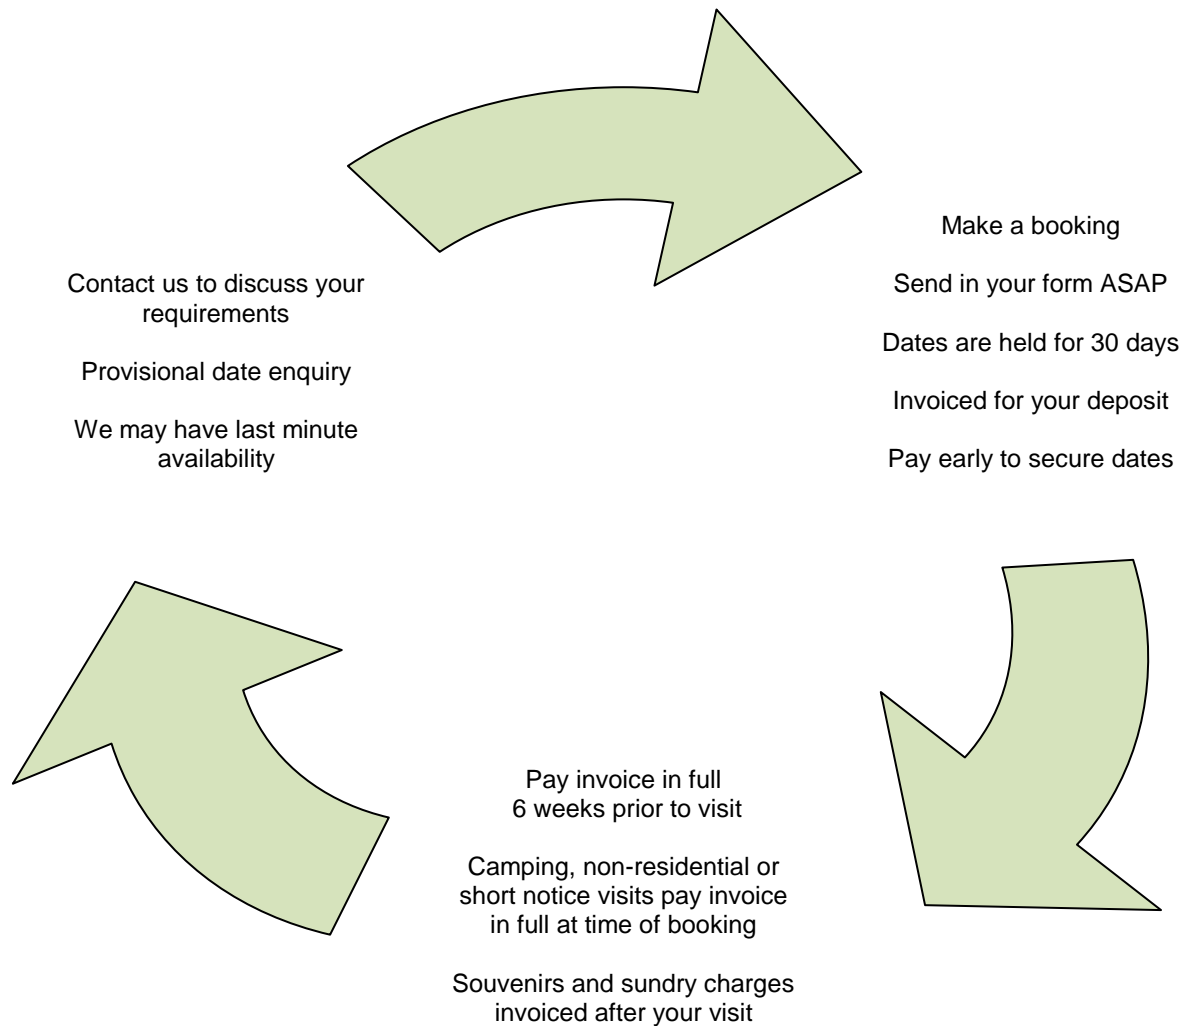 Contact us to discuss your
requirements
Provisional date enquiry
We may have last minute
availability
Make a booking
Send in your form ASAP
Dates are held for 30 days
Invoiced for your deposit
Pay early to secure dates
Pay invoice in full
6 weeks prior to visit
Camping, non-residential or
short notice visits pay invoice
in full at time of booking
Souvenirs and sundry charges
invoiced after your visit